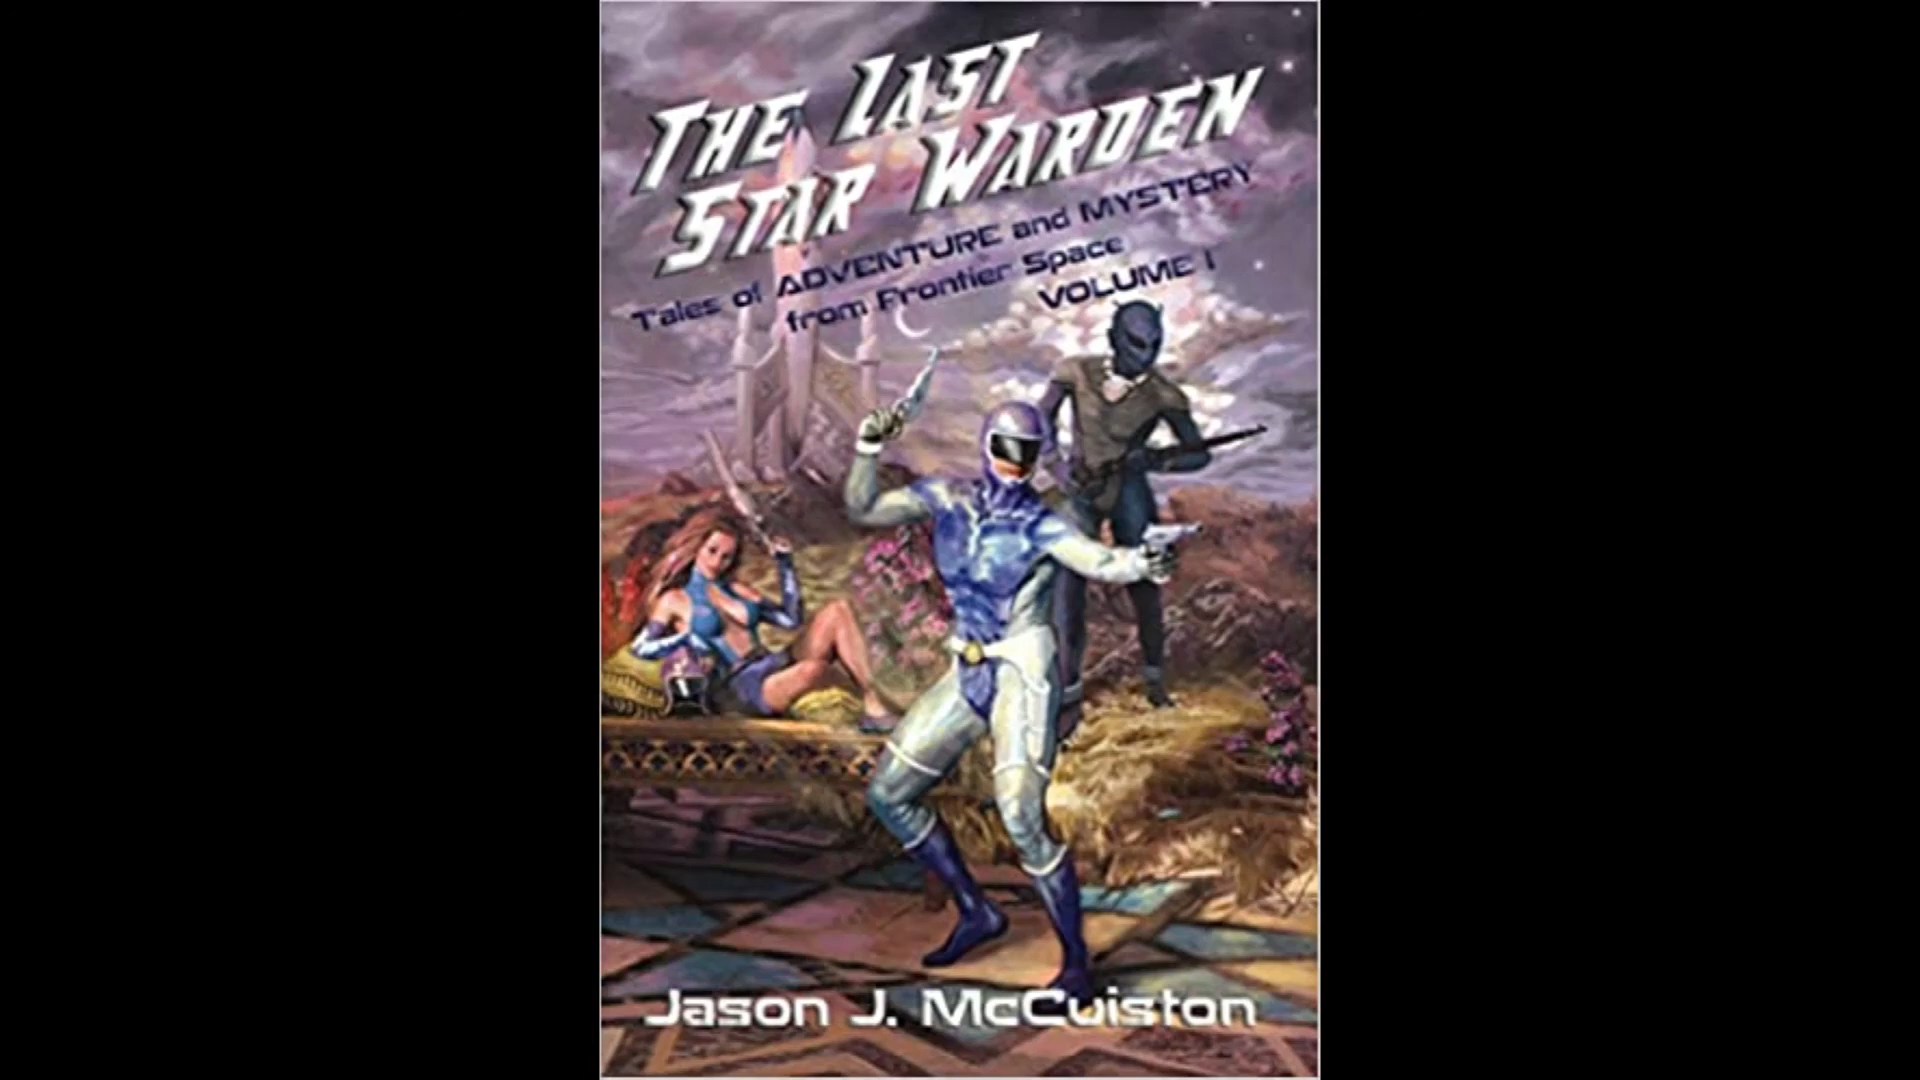 THE LAST
STAR WARDEN
Tales of ADVENTURE and MYSTERY
from Frontier Space
VOLUME I
Jason J. McCuiston